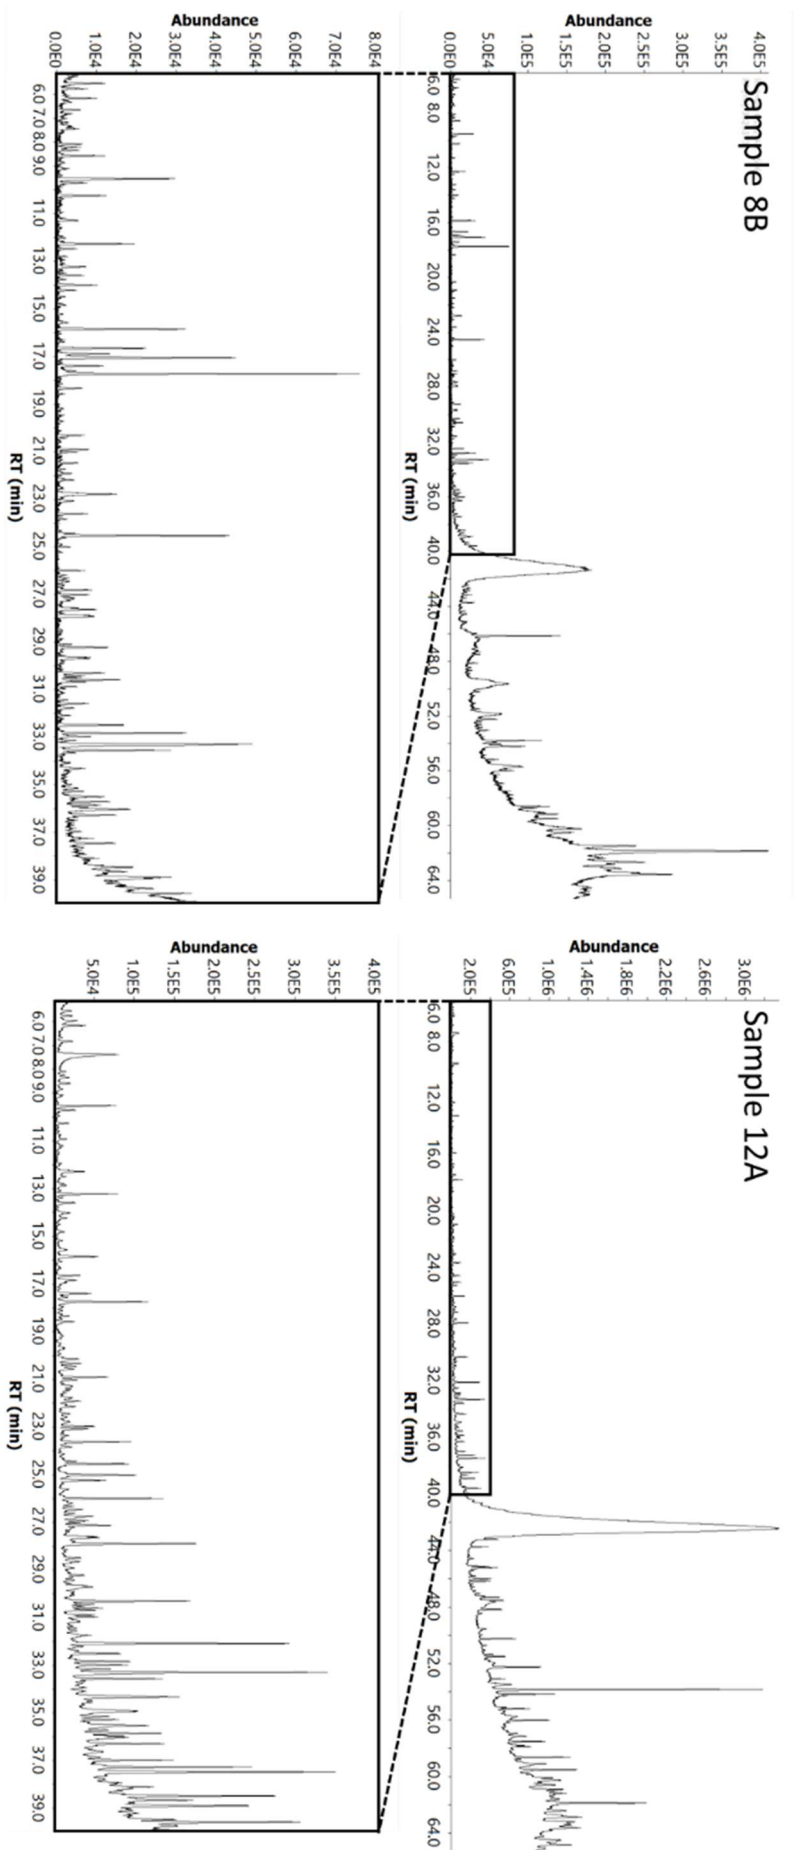 Sample 8B
Abundance
4.0E5
3.5E5
3.0E5
2.5E5
2.0E5
1.5E5
1.0E5
5.0E4
0.0E0
6.0 8.0 12.0 16.0 20.0 24.0 28.0 32.0 36.0 40.0 44.0 48.0 52.0 56.0 60.0 64.0
RT (min)
Abundance
8.0E4
7.0E4
6.0E4
5.0E4
4.0E4
3.0E4
2.0E4
1.0E4
0.0E0
6.0 7.0 8.0 9.0 11.0 13.0 15.0 17.0 19.0 21.0 23.0 25.0 27.0 29.0 31.0 33.0 35.0 37.0 39.0
RT (min)
Sample 12A
Abundance
3.0E6
2.6E6
2.2E6
1.8E6
1.4E6
1.0E6
6.0E5
2.0E5
6.0 8.0 12.0 16.0 20.0 24.0 28.0 32.0 36.0 40.0 44.0 48.0 52.0 56.0 60.0 64.0
RT (min)
Abundance
4.0E5
3.5E5
3.0E5
2.5E5
2.0E5
1.5E5
1.0E5
5.0E4
6.0 7.0 8.0 9.0 11.0 13.0 15.0 17.0 19.0 21.0 23.0 25.0 27.0 29.0 31.0 33.0 35.0 37.0 39.0
RT (min)